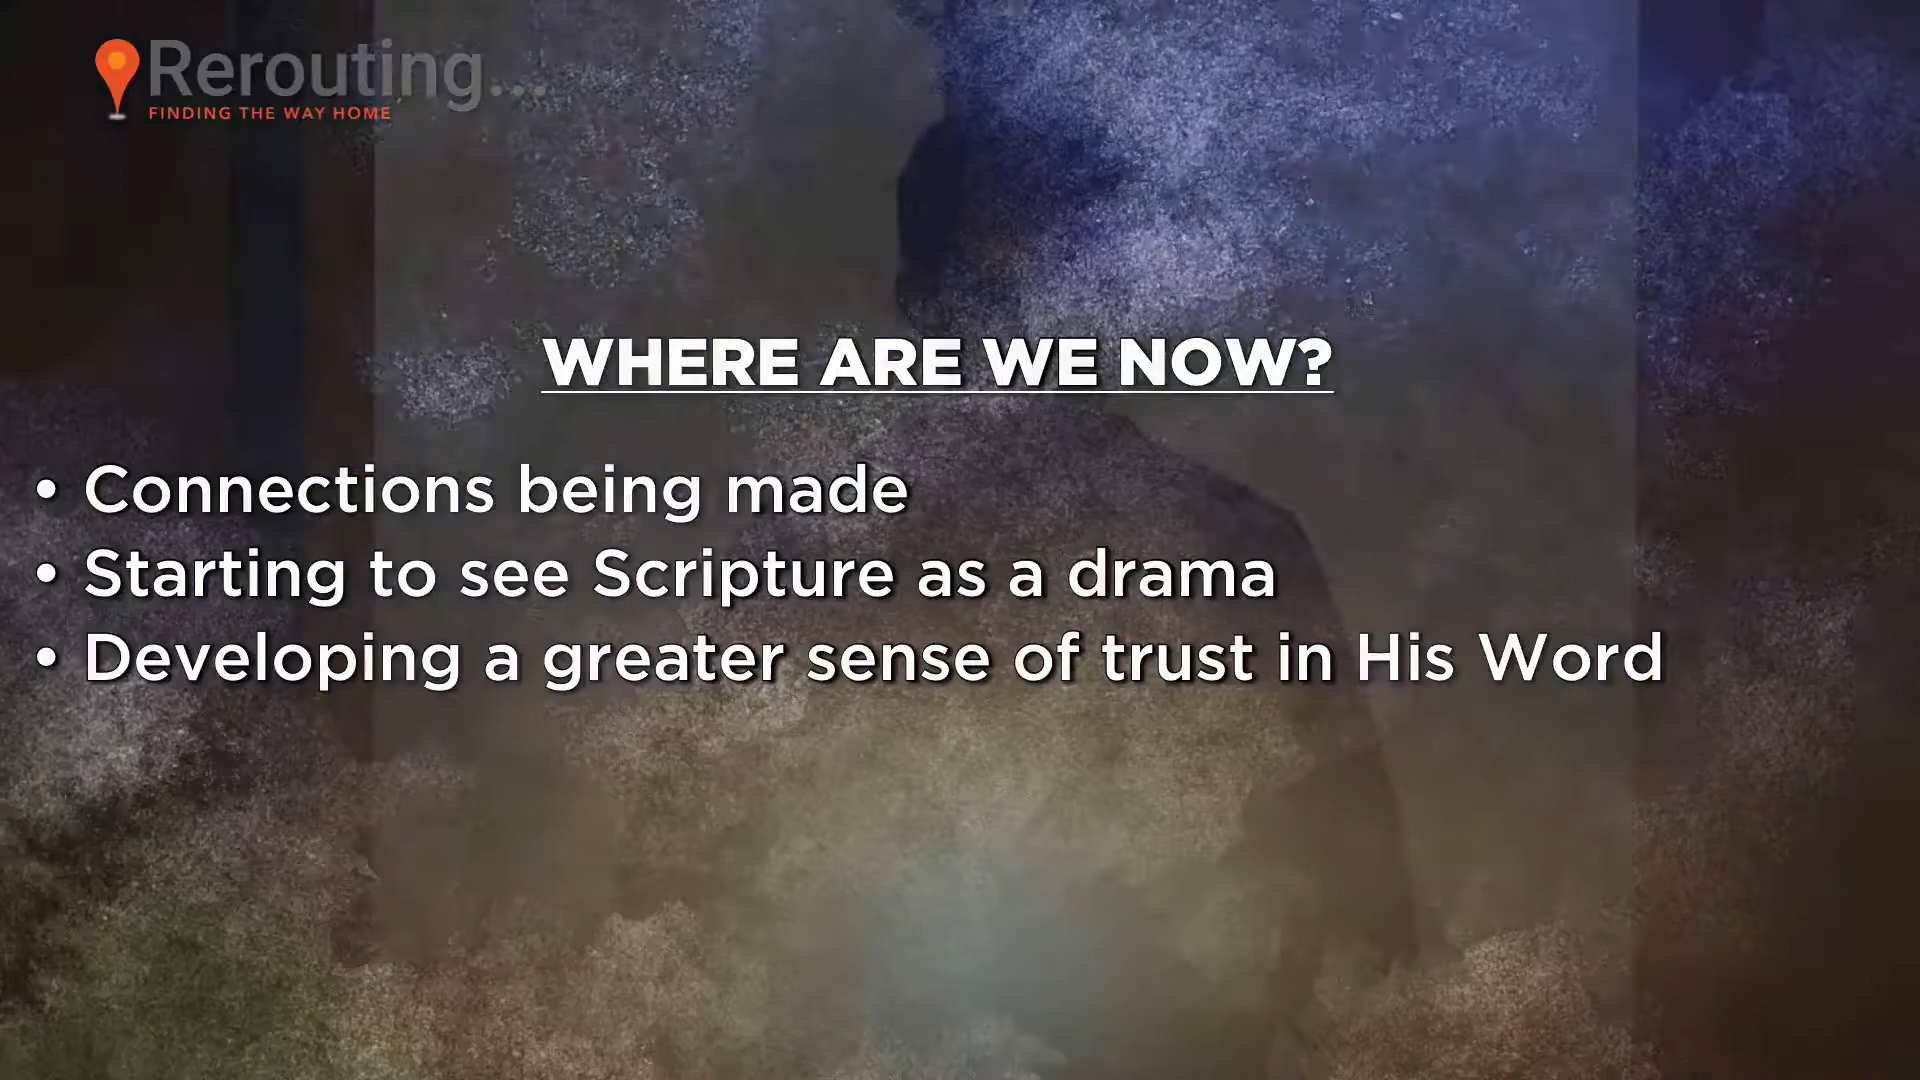 Rerouting...
FINDING THE WAY HOME
WHERE ARE WE NOW?
• Connections being made
• Starting to see Scripture as a drama
• Developing a greater sense of trust in His Word